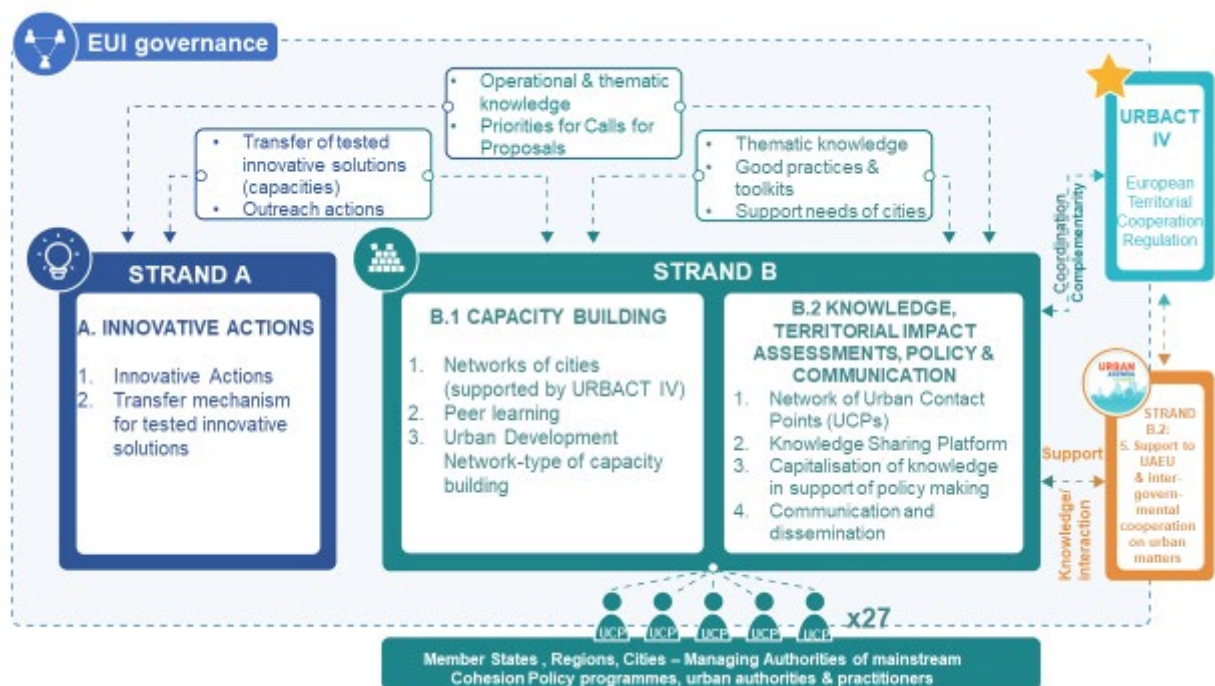 EUI governance
• Operational & thematic
knowledge
• Priorities for Calls for
Proposals
• Transfer of tested
innovative solutions
(capacities)
• Outreach actions
• Thematic knowledge
• Good practices &
toolkits
• Support needs of cities
URBACT
IV
European
Territorial
Cooperation
Regulation
Coordination
Complementarity
STRAND A
A. INNOVATIVE ACTIONS
1. Innovative Actions
2. Transfer mechanism
for tested innovative
solutions
STRAND B
B.1 CAPACITY BUILDING
1. Networks of cities
(supported by URBACT IV)
2. Peer learning
3. Urban Development
Network-type of capacity
building
B.2 KNOWLEDGE,
TERRITORIAL IMPACT
ASSESSMENTS, POLICY &
COMMUNICATION
1. Network of Urban Contact
Points (UCPs)
2. Knowledge Sharing Platform
3. Capitalisation of knowledge
in support of policy making
4. Communication and
dissemination
Support
Knowledge/
interaction
URBAN
STRAND
B.2:
5. Support to
UAEU
& inter-
govern-
mental
cooperation
on urban
matters
UCP UCP UCP UCP UCP x27
Member States , Regions, Cities – Managing Authorities of mainstream
Cohesion Policy programmes, urban authorities & practitioners